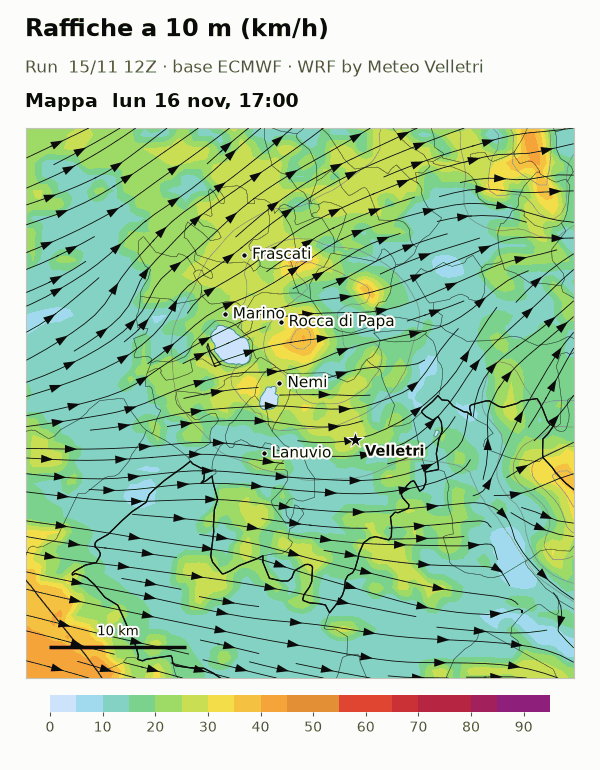 Raffiche a 10 m (km/h)
Run 15/11 12Z · base ECMWF · WRF by Meteo Velletri
Mappa lun 16 nov, 17:00
Frascati
Marino
Rocca di Papa
Nemi
Velletri
Lanuvio
10 km
0 10 20 30 40 50 60 70 80 90